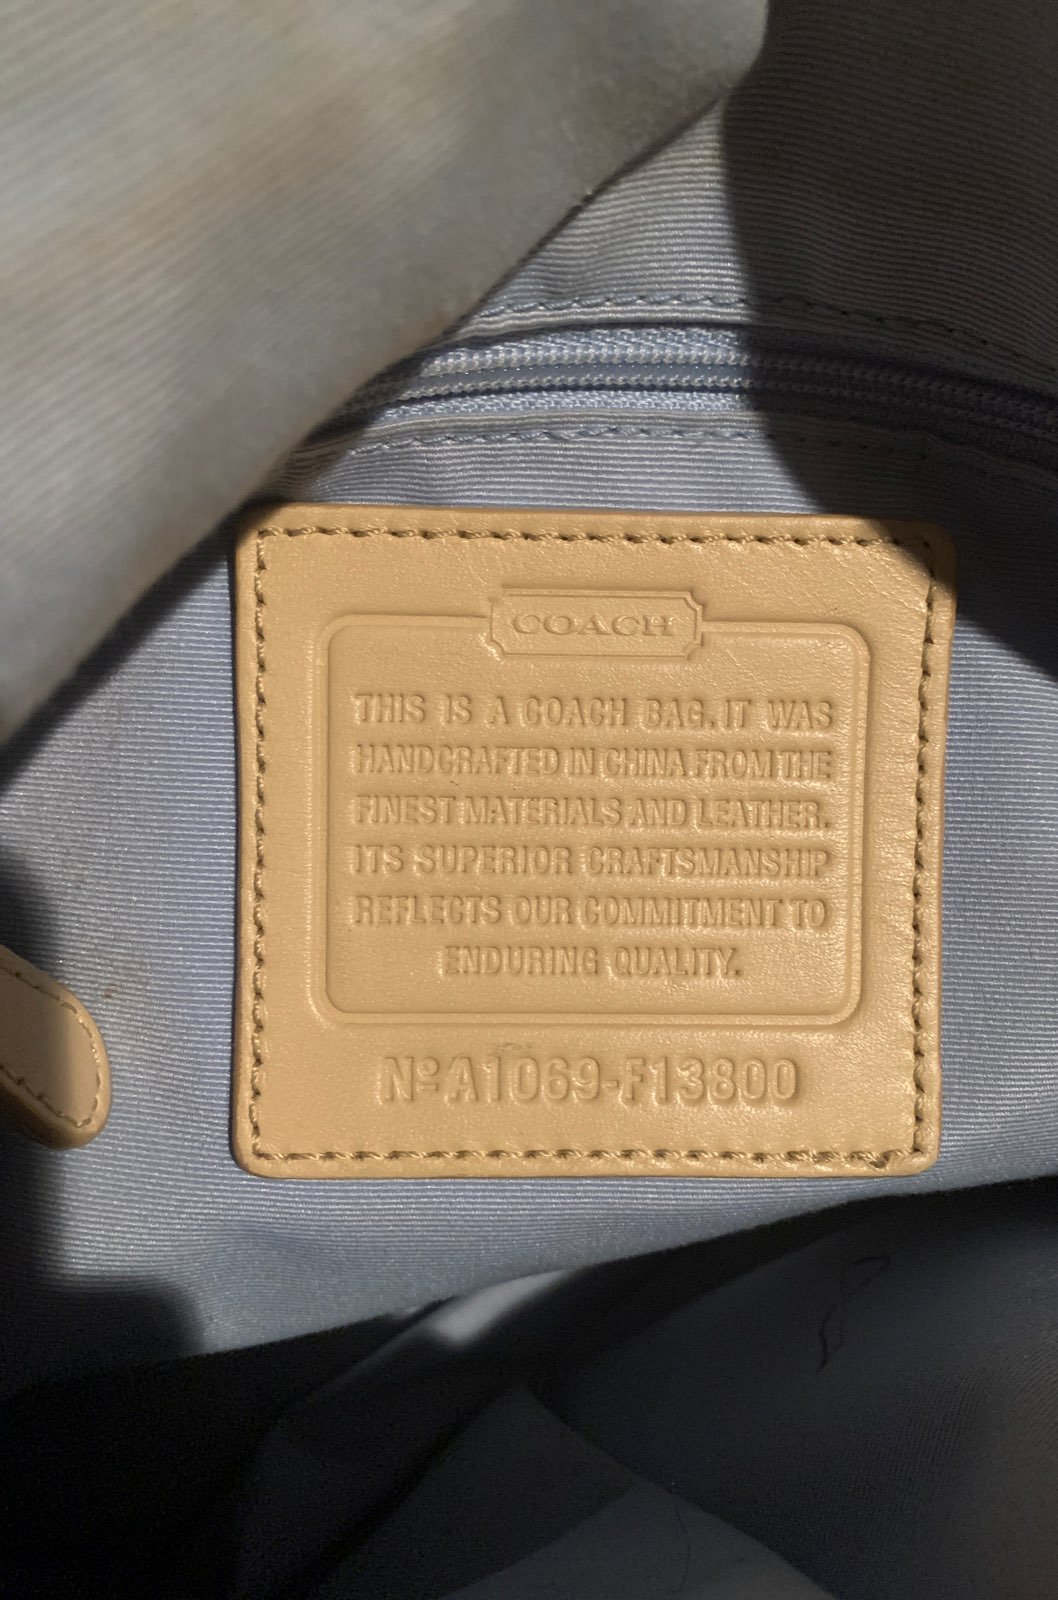 COACH
THIS IS A COACH BAG. IT WAS
HANDCRAFTED IN CHINA FROM THE
FINEST MATERIALS AND LEATHER.
ITS SUPERIOR CRAFTSMANSHIP
REFLECTS OUR COMMITMENT TO
ENDURING QUALITY.
Nº A1069-F13800